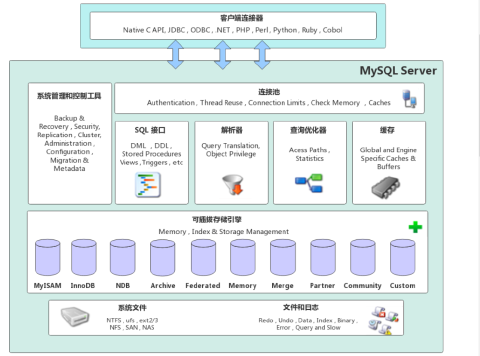 客户端连接器
Native C API, JDBC , ODBC , .NET , PHP , Perl , Python , Ruby , Cobol
MySQL Server
系统管理和控制工具
Backup &
Recovery , Security,
Replication , Cluster,
Administration ,
Configuration ,
Migration &
Metadata
连接池
Authentication , Thread Reuse , Connection Limits , Check Memory , Caches
SQL 接口
DML , DDL ,
Stored Procedures
Views ,Triggers , etc
解析器
Query Translation,
Object Privilege
查询优化器
Acess Paths ,
Statistics
缓存
Global and Engine
Specific Caches &
Buffers
可插拔存储引擎
Memory , Index & Storage Management
MyISAM InnoDB NDB Archive Federated Memory Merge Partner Community Custom
系统文件
NTFS , ufs , ext2/3
NFS , SAN , NAS
文件和日志
Redo , Undo , Data , Index , Binary ,
Error , Query and Slow